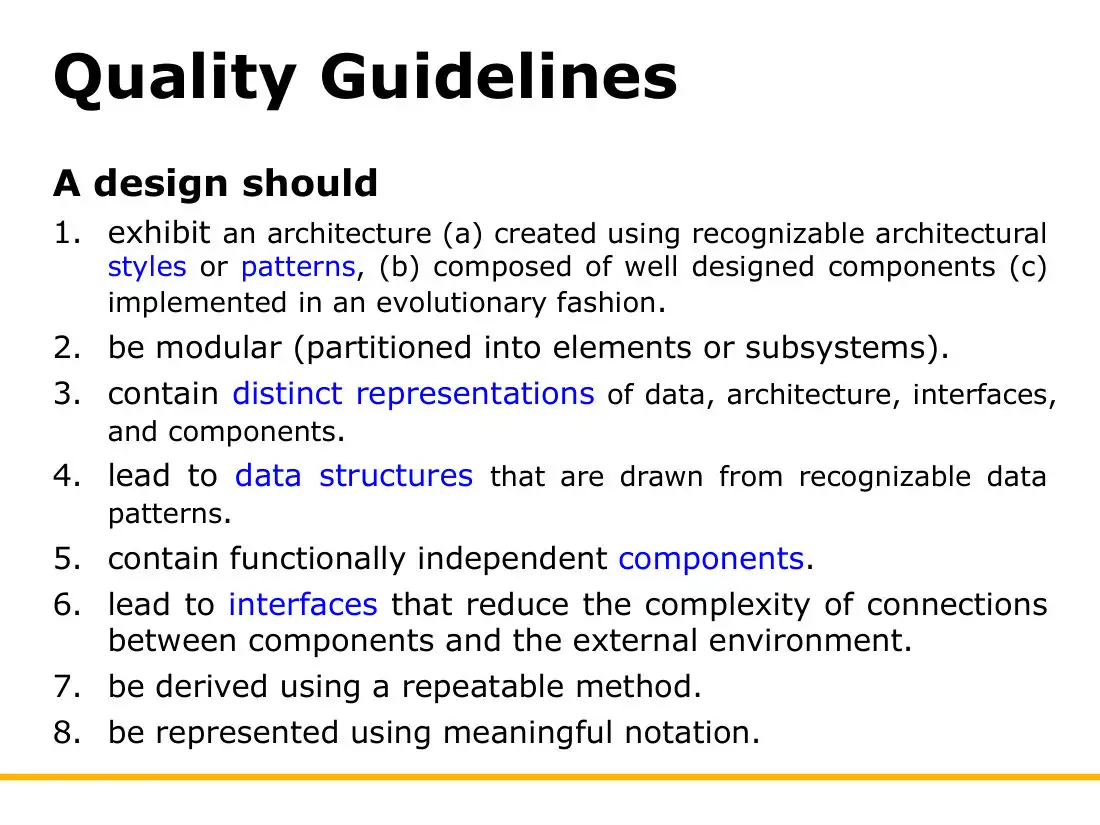 Quality Guidelines
A design should
1. exhibit an architecture (a) created using recognizable architectural
styles or patterns, (b) composed of well designed components (c)
implemented in an evolutionary fashion.
2. be modular (partitioned into elements or subsystems).
3. contain distinct representations of data, architecture, interfaces,
and components.
4. lead to data structures that are drawn from recognizable data
patterns.
5. contain functionally independent components.
6. lead to interfaces that reduce the complexity of connections
between components and the external environment.
7. be derived using a repeatable method.
8. be represented using meaningful notation.